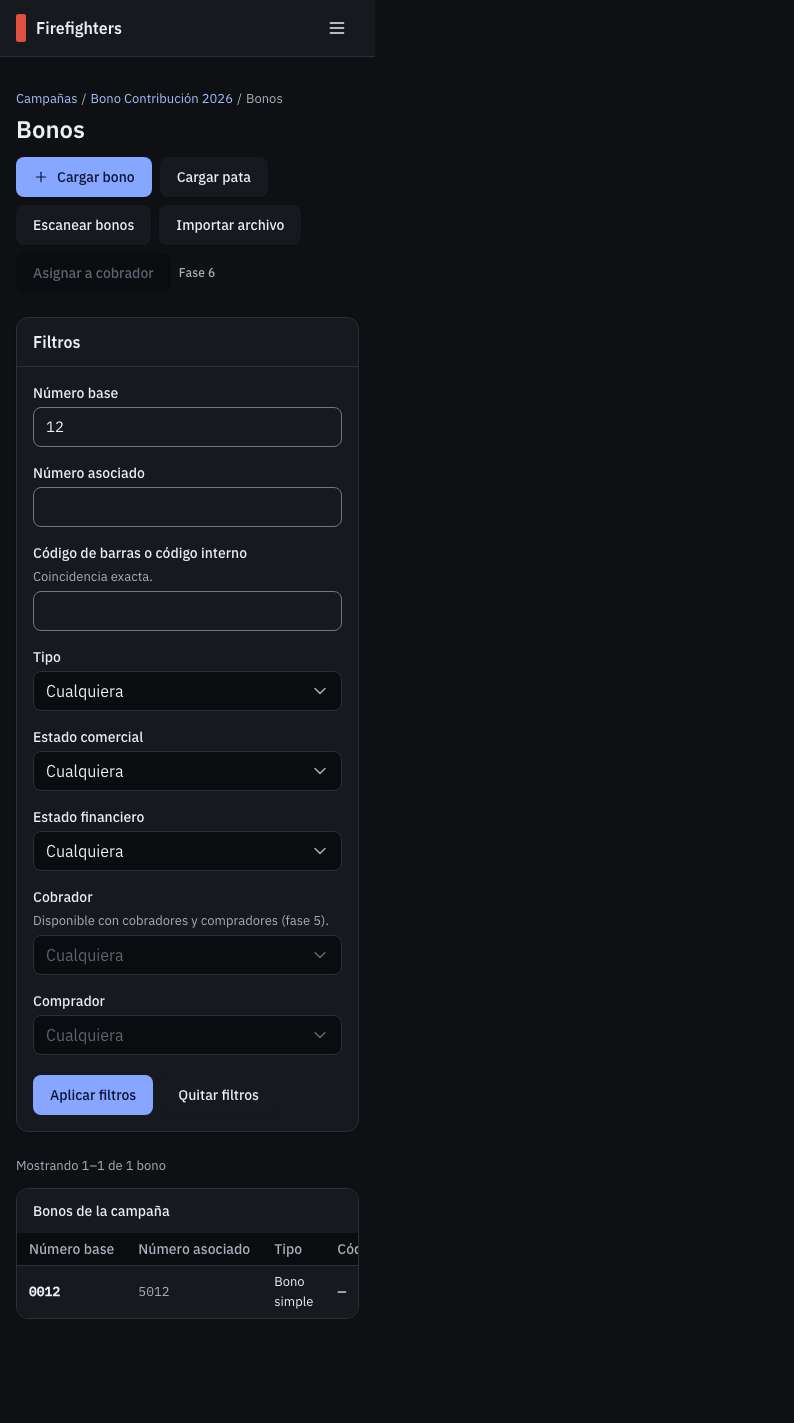 Firefighters
Campañas / Bono Contribución 2026 / Bonos
Bonos
Cargar bono
Cargar pata
Escanear bonos
Importar archivo
Asignar a cobrador
Fase 6
Filtros
Número base
12
Número asociado
Código de barras o código interno
Coincidencia exacta.
Tipo
Cualquiera
Estado comercial
Cualquiera
Estado financiero
Cualquiera
Cobrador
Disponible con cobradores y compradores (fase 5).
Cualquiera
Comprador
Cualquiera
Aplicar filtros
Quitar filtros
Mostrando 1–1 de 1 bono
Bonos de la campaña
Número base Número asociado Tipo
0012 5012 Bono simple —